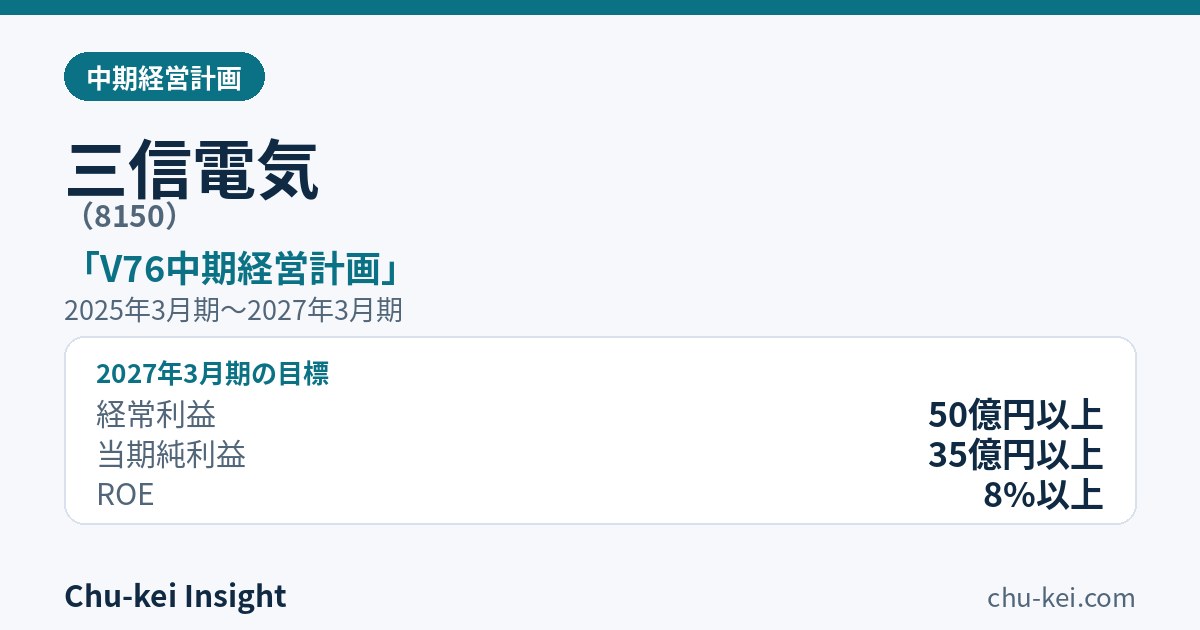 中期経営計画
三信電気
（8150）
「V76中期経営計画」
2025年3月期～2027年3月期
2027年3月期の目標
経常利益 50億円以上
当期純利益 35億円以上
ROE 8%以上
Chu-kei Insight chu-kei.com